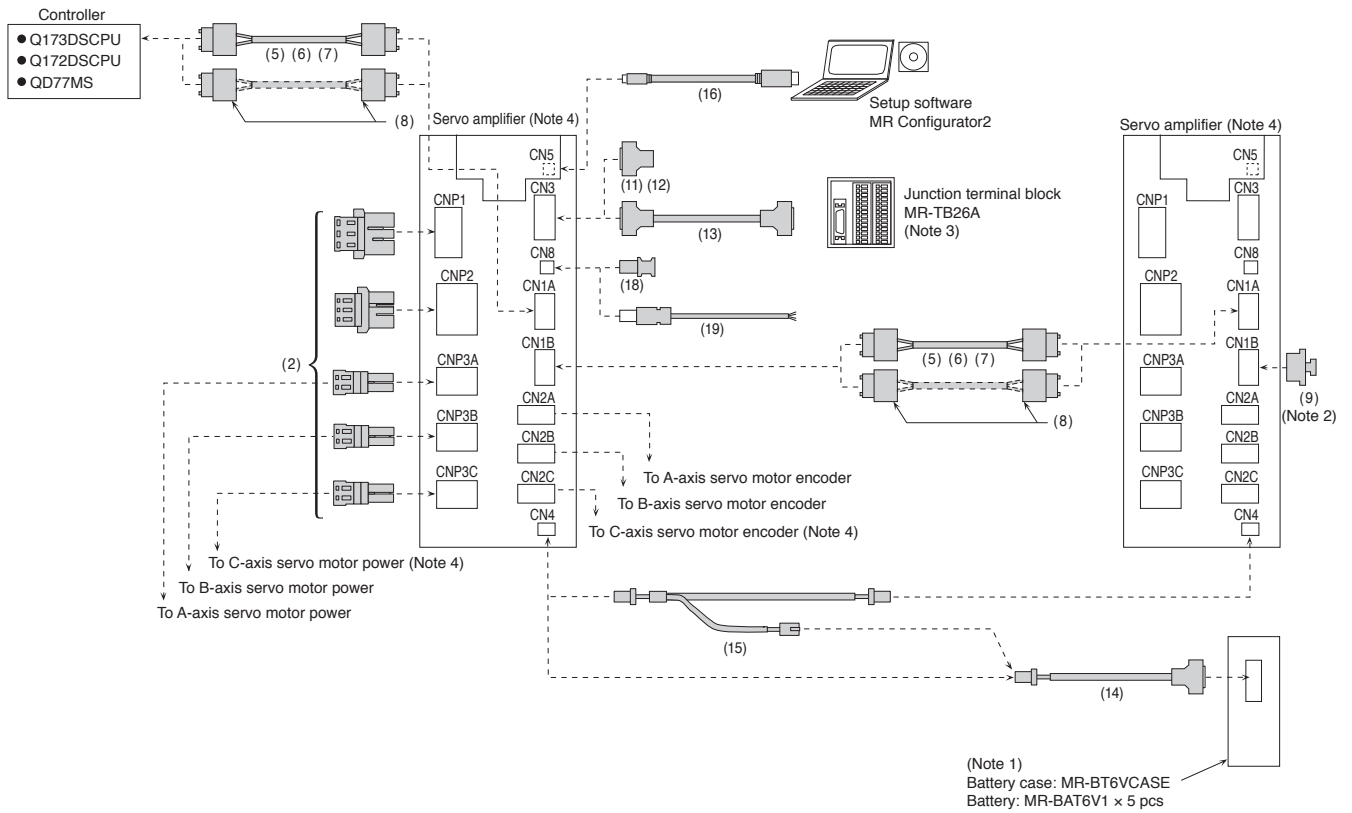 Controller
● Q173DSCPU
● Q172DSCPU
● QD77MS
(5) (6) (7)
(8)
(16)
Setup software
MR Configurator2
Servo amplifier (Note 4)
CN5
CN3
CNP1
CN8
CNP2
CN1A
CN1B
CNP3A
CN2A
CNP3B
CN2B
CNP3C
CN2C
CN4
(2)
(11) (12)
(13)
Junction terminal block
MR-TB26A
(Note 3)
(18)
(19)
(5) (6) (7)
(8)
Servo amplifier (Note 4)
CN5
CN3
CNP1
CN8
CNP2
CN1A
CN1B
CNP3A
CN2A
CNP3B
CN2B
CNP3C
CN2C
CN4
(9)
(Note 2)
To A-axis servo motor encoder
To B-axis servo motor encoder
To C-axis servo motor encoder (Note 4)
To C-axis servo motor power (Note 4)
To B-axis servo motor power
To A-axis servo motor power
(15)
(14)
(Note 1)
Battery case: MR-BT6VCASE
Battery: MR-BAT6V1 × 5 pcs